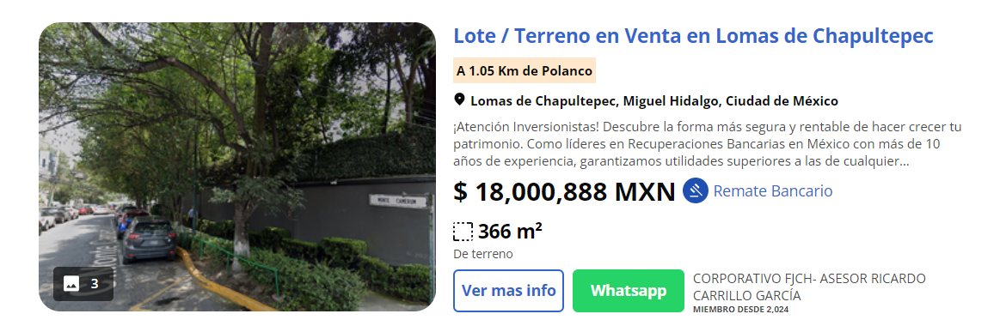 Lote / Terreno en Venta en Lomas de Chapultepec
A 1.05 Km de Polanco
Lomas de Chapultepec, Miguel Hidalgo, Ciudad de México
¡Atención Inversionistas! Descubre la forma más segura y rentable de hacer crecer tu
patrimonio. Como líderes en Recuperaciones Bancarias en México con más de 10
años de experiencia, garantizamos utilidades superiores a las de cualquier...
$ 18,000,888 MXN Remate Bancario
MONTE CAMERUM
366 m²
De terreno
3
Ver mas info
Whatsapp
CORPORATIVO FJCH- ASESOR RICARDO
CARRILLO GARCÍA
MIEMBRO DESDE 2,024